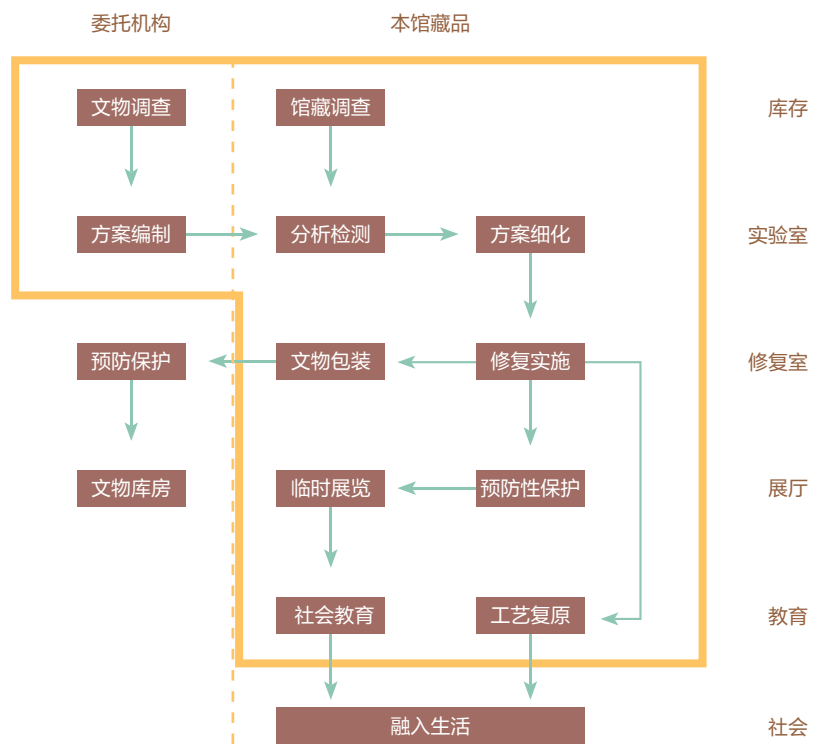 委托机构
本馆藏品
文物调查
馆藏调查
库存
方案编制
分析检测
方案细化
实验室
预防保护
文物包装
修复实施
修复室
文物库房
临时展览
预防性保护
展厅
社会教育
工艺复原
教育
融入生活
社会